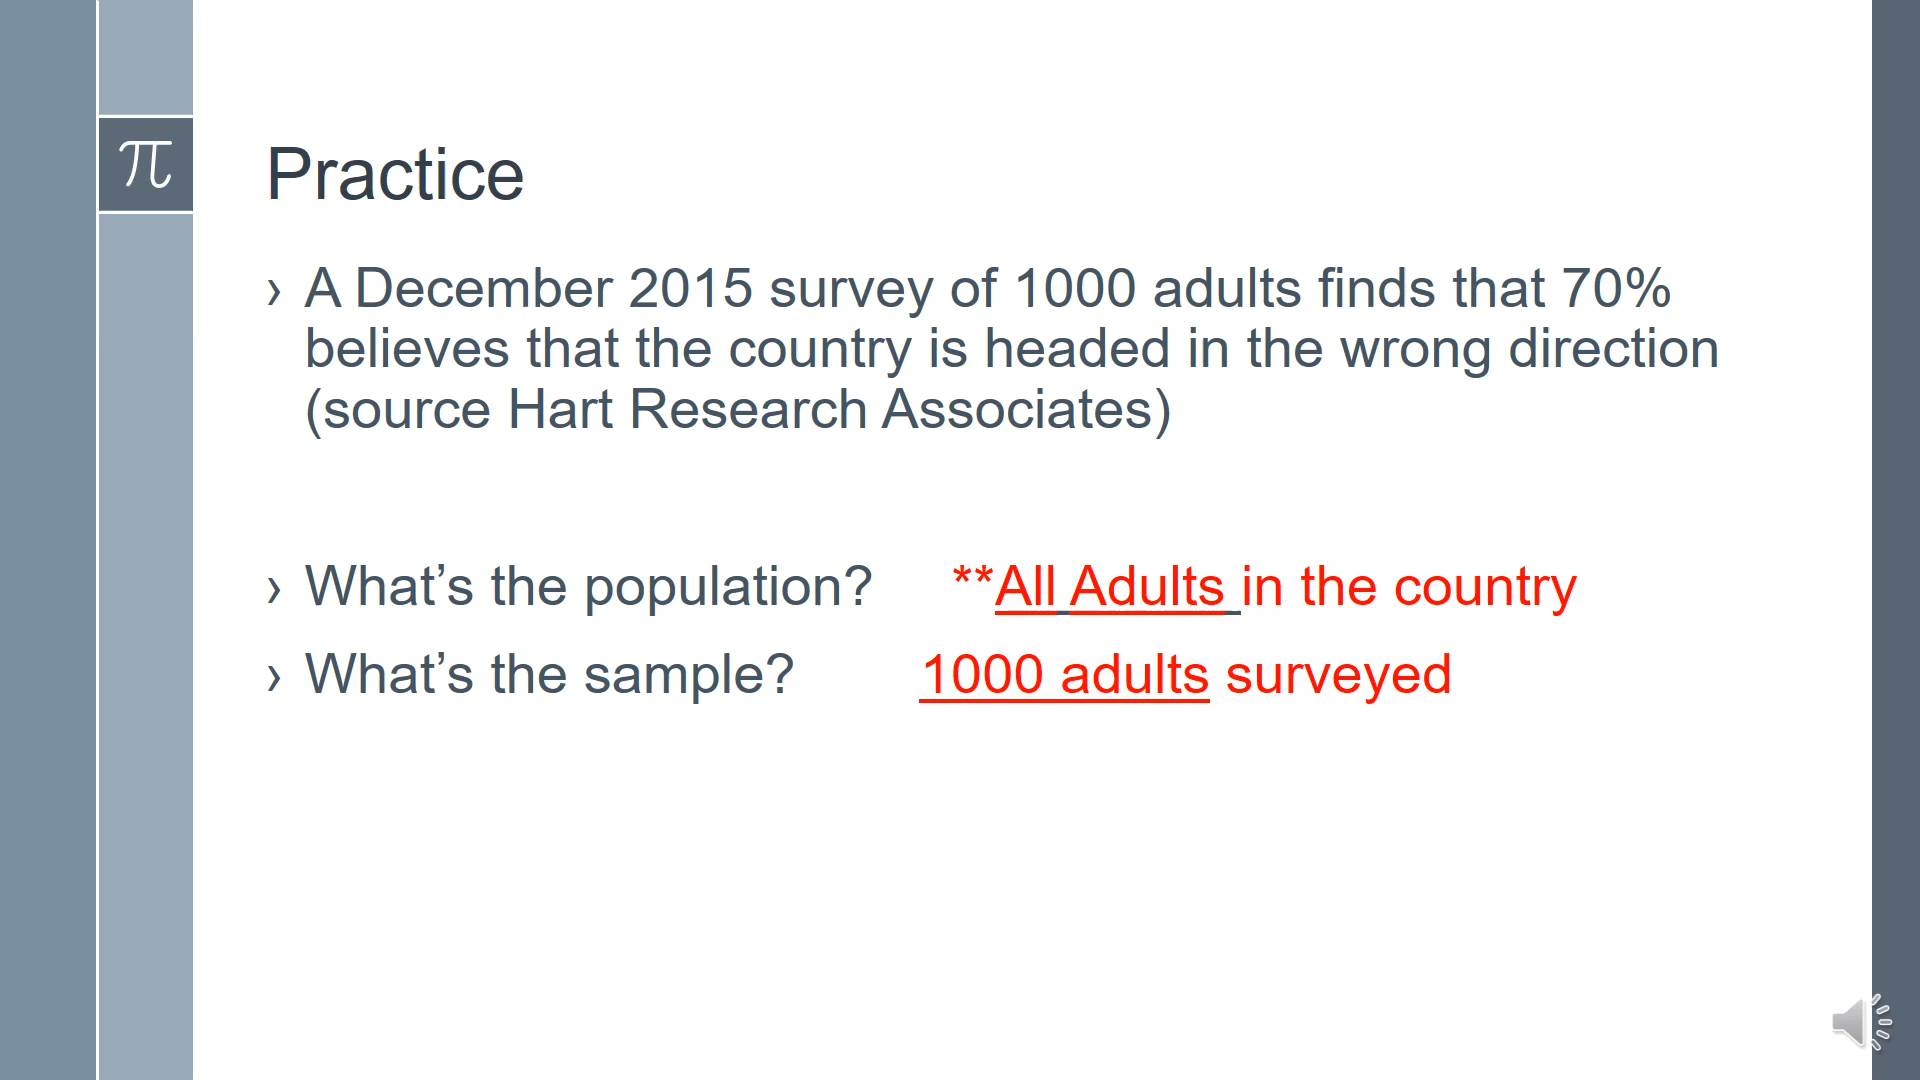 π
Practice
› A December 2015 survey of 1000 adults finds that 70%
believes that the country is headed in the wrong direction
(source Hart Research Associates)
› What’s the population? **All Adults in the country
› What’s the sample? 1000 adults surveyed